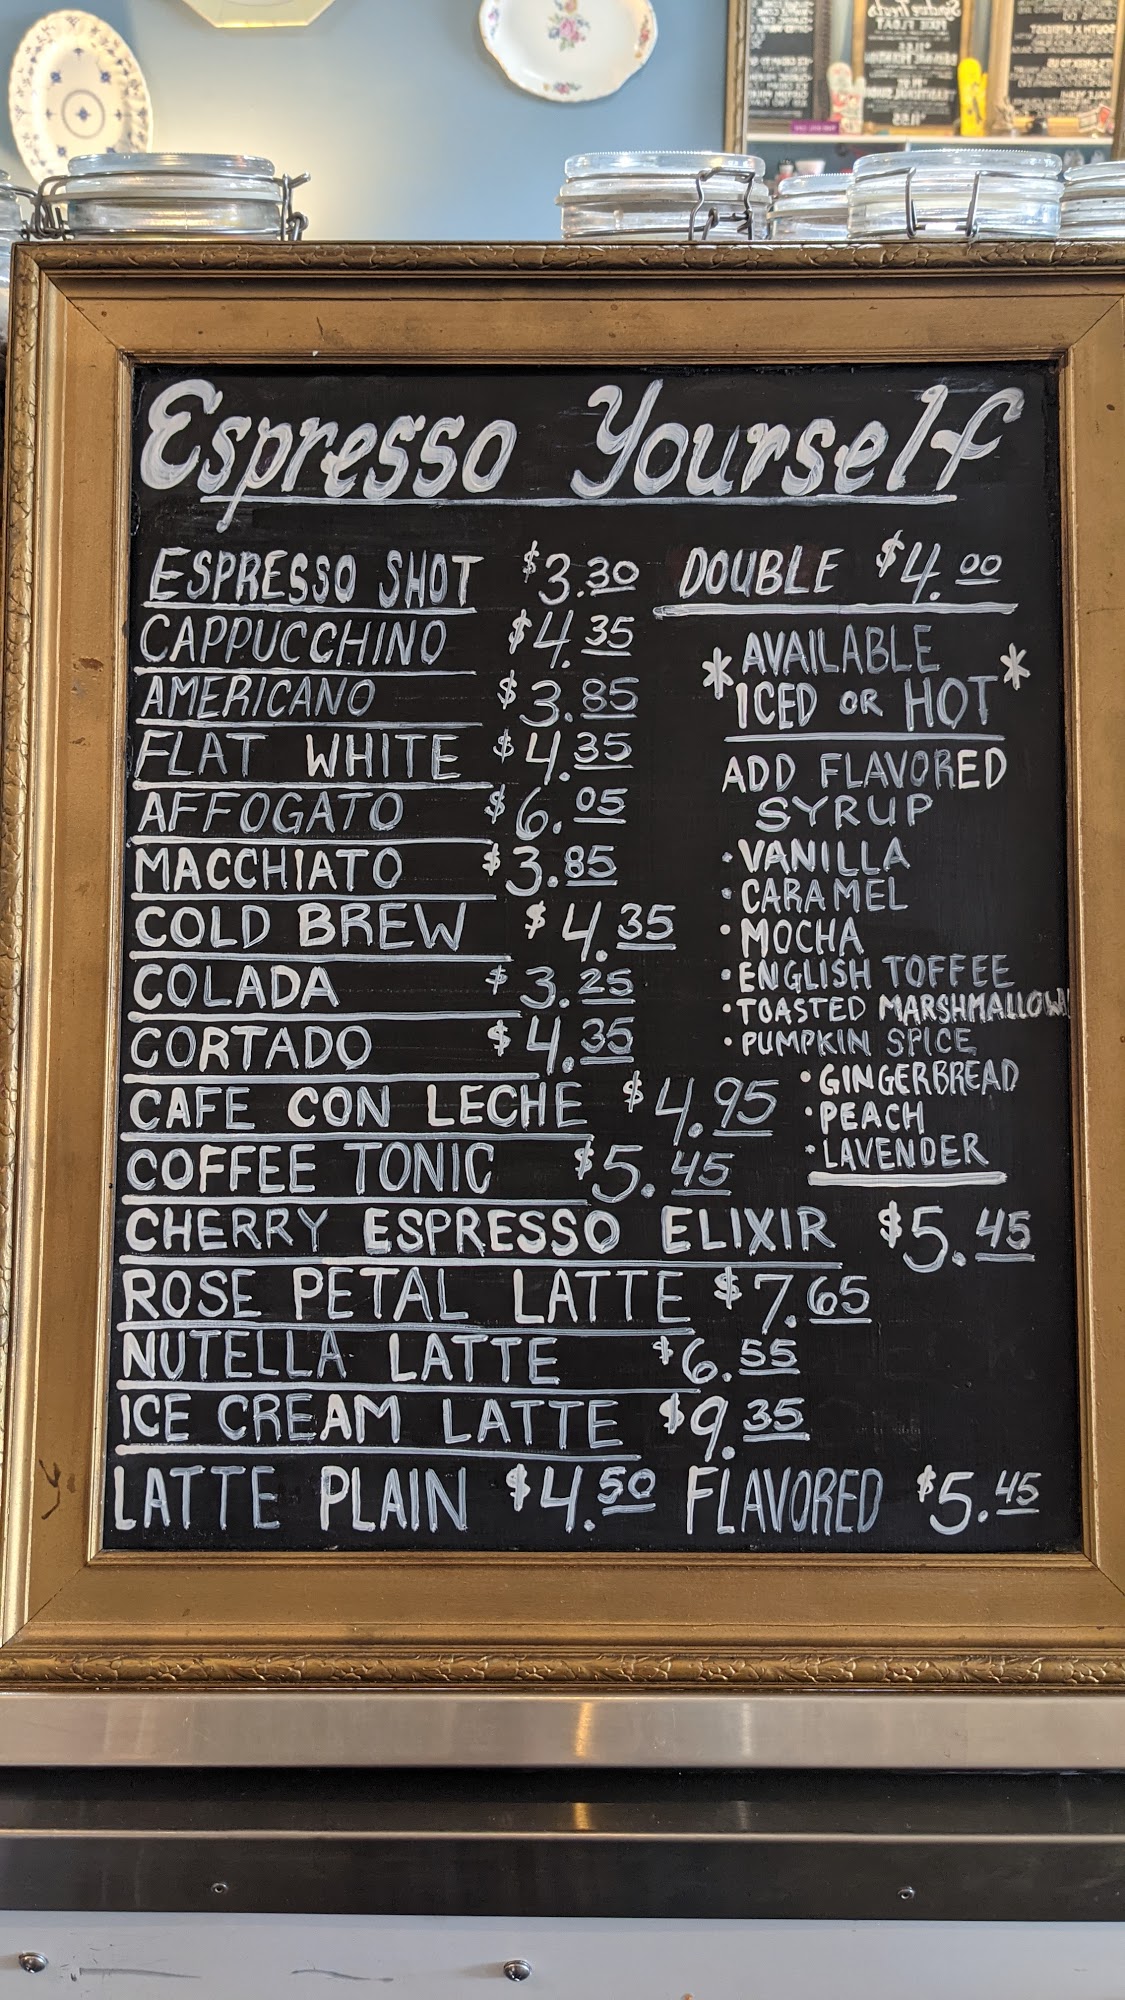 Espresso Yourself
ESPRESSO SHOT $3.30 DOUBLE $4.00
CAPPUCCHINO $4.35
AMERICANO $3.85
FLAT WHITE $4.35
AFFOGATO $6.05
MACCHIATO $3.85
COLD BREW $4.35
COLADA $3.25
CORTADO $4.35
CAFE CON LECHE $4.95
COFFEE TONIC $5.45
*AVAILABLE
ICED OR HOT*
ADD FLAVORED
SYRUP
• VANILLA
• CARAMEL
• MOCHA
• ENGLISH TOFFEE
• TOASTED MARSHMALLOW
• PUMPKIN SPICE
• GINGERBREAD
• PEACH
• LAVENDER
CHERRY ESPRESSO ELIXIR $5.45
ROSE PETAL LATTE $7.65
NUTELLA LATTE $6.55
ICE CREAM LATTE $9.35
LATTE PLAIN $4.50 FLAVORED $5.45